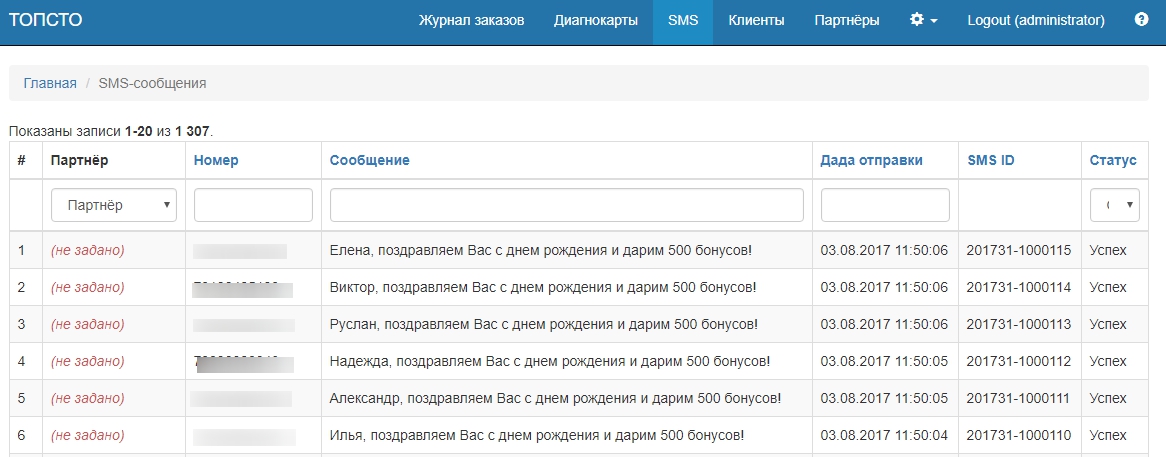 ТОПСТО Журнал заказов Диагнокарты SMS Клиенты Партнёры Logout (administrator)
Главная / SMS-сообщения
Показаны записи 1-20 из 1 307.
# Партнёр Номер Сообщение Дада отправки SMS ID Статус
Партнёр
1 (не задано) Елена, поздравляем Вас с днем рождения и дарим 500 бонусов! 03.08.2017 11:50:06 201731-1000115 Успех
2 (не задано) Виктор, поздравляем Вас с днем рождения и дарим 500 бонусов! 03.08.2017 11:50:06 201731-1000114 Успех
3 (не задано) Руслан, поздравляем Вас с днем рождения и дарим 500 бонусов! 03.08.2017 11:50:06 201731-1000113 Успех
4 (не задано) Надежда, поздравляем Вас с днем рождения и дарим 500 бонусов! 03.08.2017 11:50:05 201731-1000112 Успех
5 (не задано) Александр, поздравляем Вас с днем рождения и дарим 500 бонусов! 03.08.2017 11:50:05 201731-1000111 Успех
6 (не задано) Илья, поздравляем Вас с днем рождения и дарим 500 бонусов! 03.08.2017 11:50:04 201731-1000110 Успех